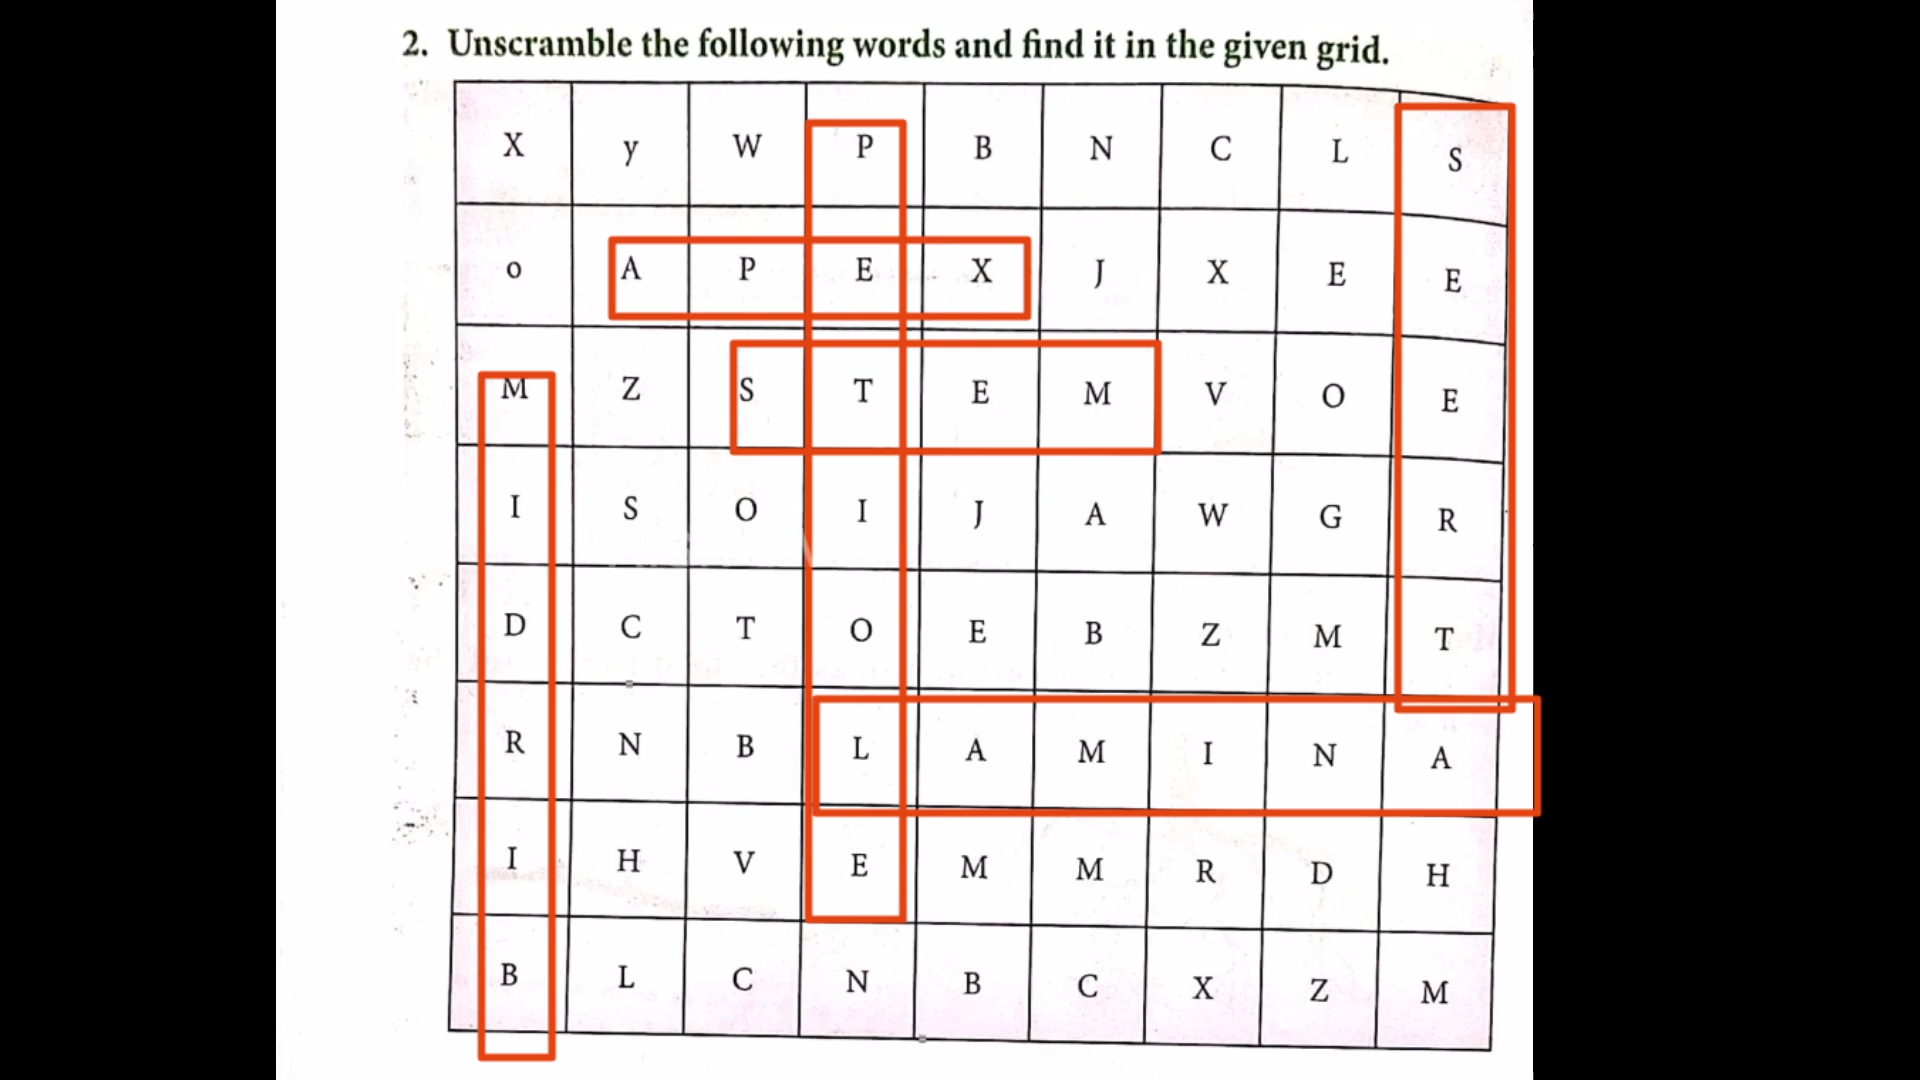 2. Unscramble the following words and find it in the given grid.
X y W P B N C L S
o A P E X J X E E
M Z S T E M V O E
I S O I J A W G R
D C T O E B Z M T
R N B L A M I N A
I H V E M M R D H
B L C N B C X Z M